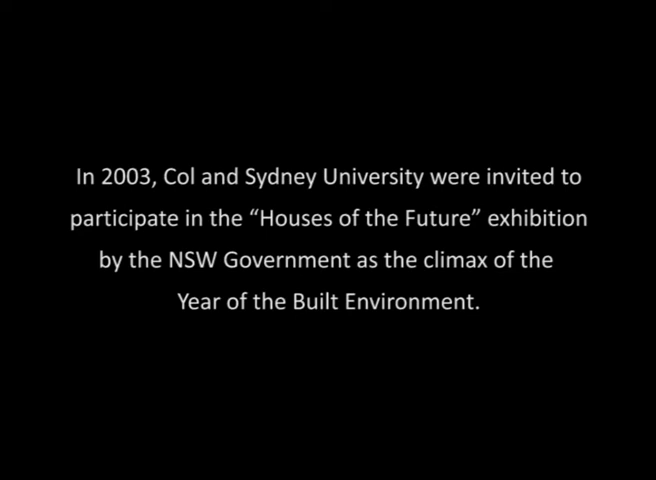 In 2003, Col and Sydney University were invited to
participate in the “Houses of the Future” exhibition
by the NSW Government as the climax of the
Year of the Built Environment.